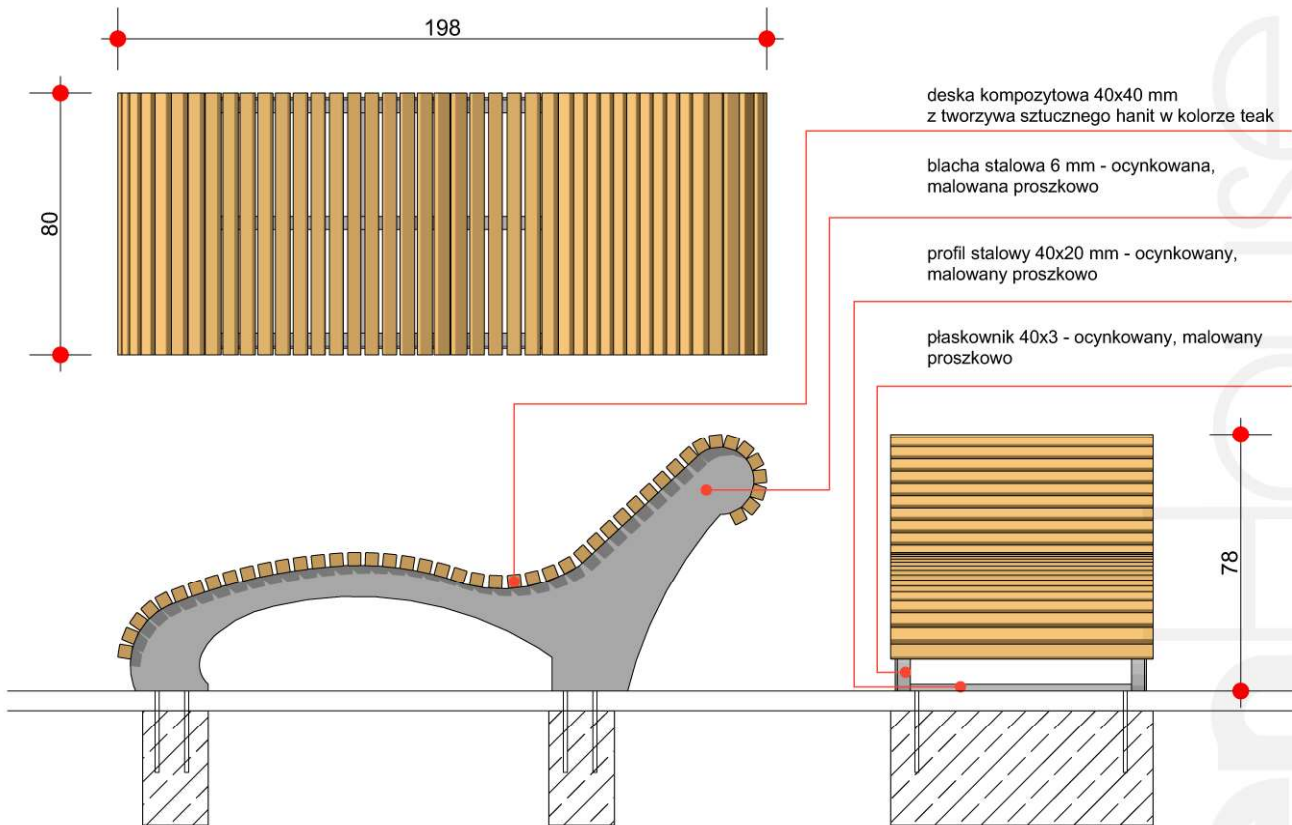 198
80
deska kompozytowa 40x40 mm
z tworzywa sztucznego hanit w kolorze teak
blacha stalowa 6 mm - ocynkowana,
malowana proszkowo
profil stalowy 40x20 mm - ocynkowany,
malowany proszkowo
płaskownik 40x3 - ocynkowany, malowany
proszkowo
78